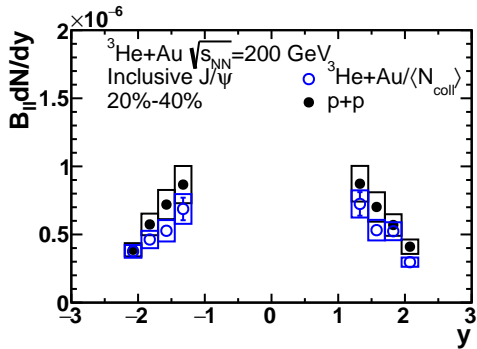 ×10⁻⁶
³He+Au √s_NN=200 GeV
Inclusive J/ψ
20%-40%
³He+Au/⟨N_coll⟩
p+p
B_ll dN/dy
2
1.5
1
0.5
0
−3 −2 −1 0 1 2 3
y